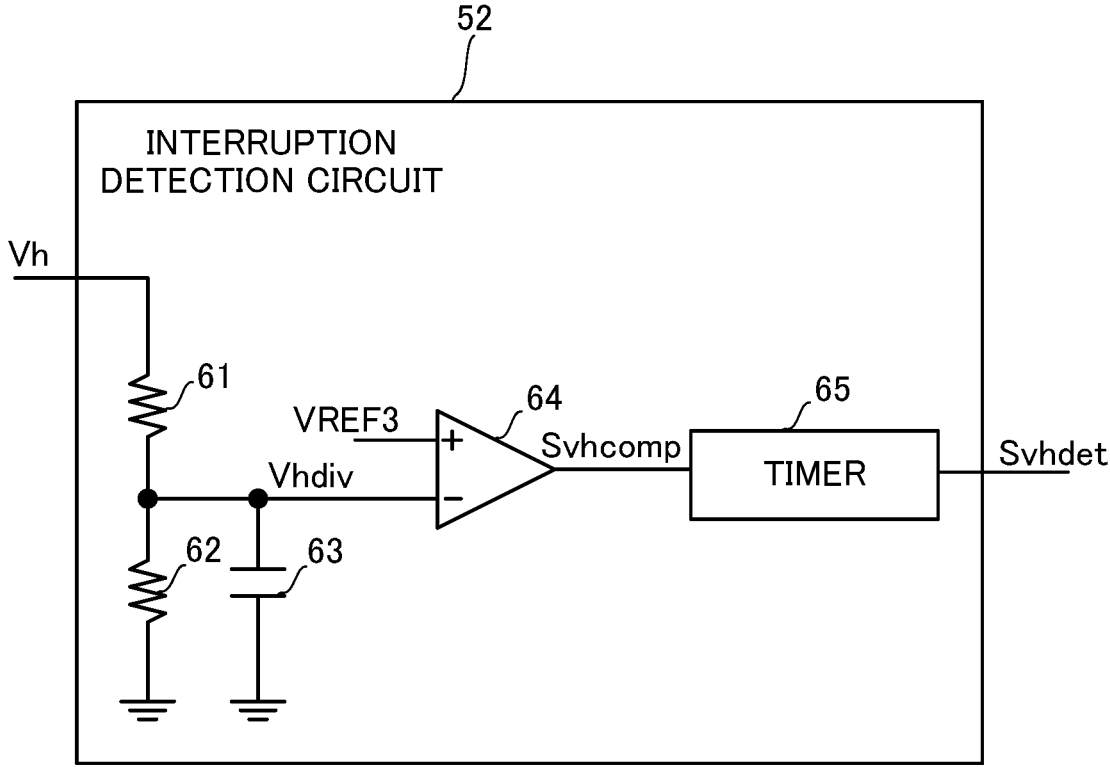 52
INTERRUPTION
DETECTION CIRCUIT
Vh
61
64
65
VREF3
+
Svhcomp
TIMER
Svhdet
Vhdiv
−
62
63